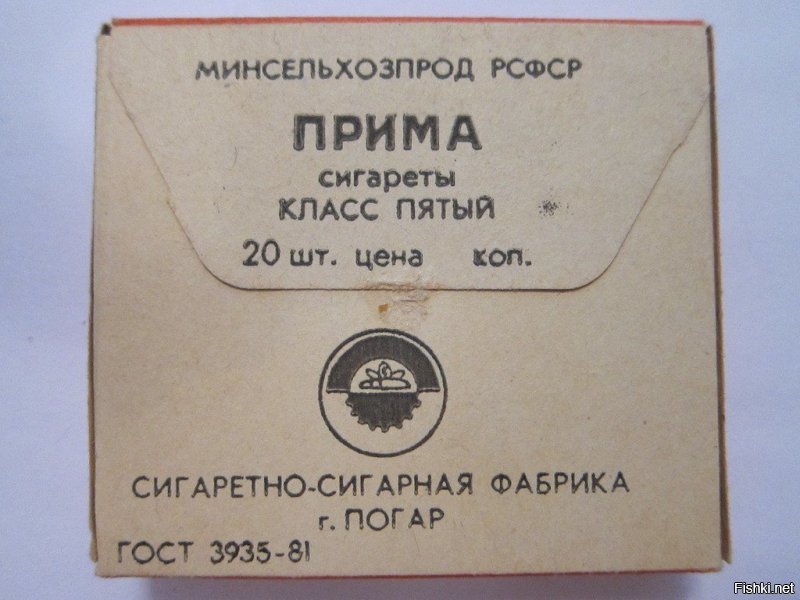 МИНСЕЛЬХОЗПРОД РСФСР
ПРИМА
сигареты
КЛАСС ПЯТЫЙ
20 шт. цена коп.
СИГАРЕТНО-СИГАРНАЯ ФАБРИКА
г. ПОГАР
ГОСТ 3935-81
Fishki.net